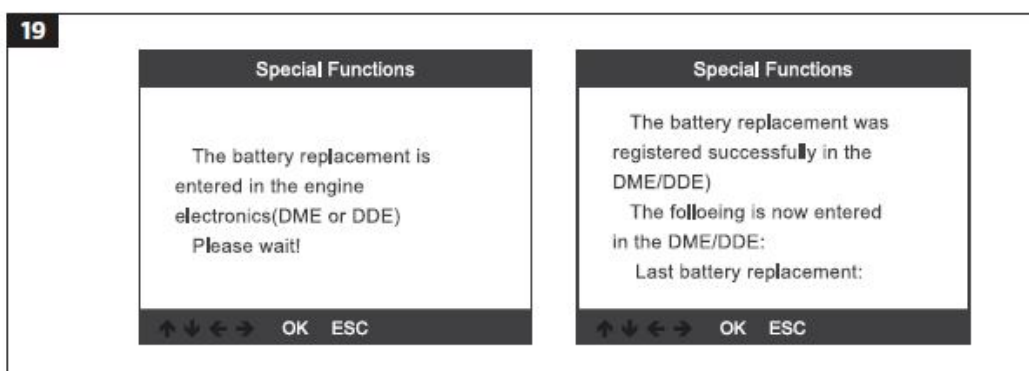 19
Special Functions
The battery replacement is
entered in the engine
electronics(DME or DDE)
Please wait!
OK ESC
Special Functions
The battery replacement was
registered successfully in the
DME/DDE)
The folloeing is now entered
in the DME/DDE:
Last battery replacement:
OK ESC